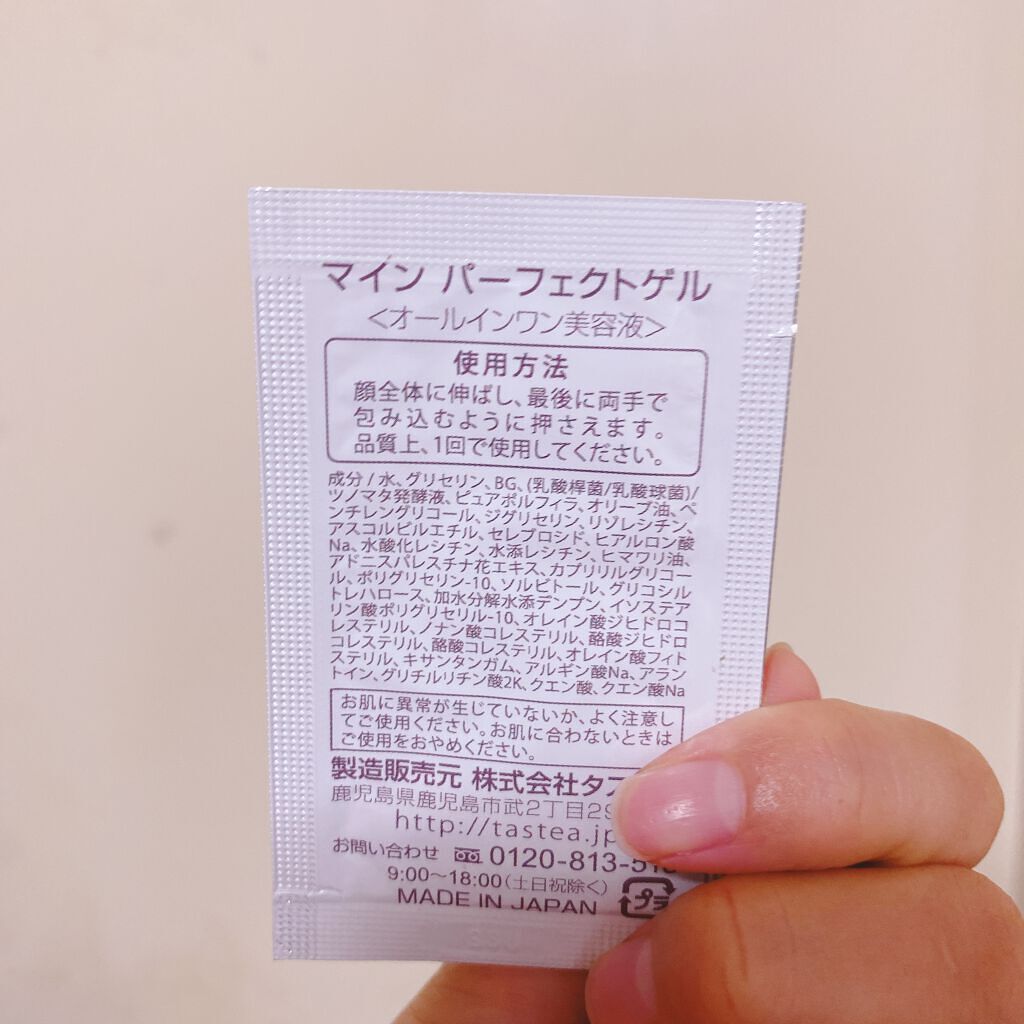 マイン パーフェクトゲル
<オールインワン美容液>
使用方法
顔全体に伸ばし、最後に両手で
包み込むように押さえます。
品質上、1回で使用してください。
成分/水、グリセリン、BG、(乳酸桿菌/乳酸球菌)/
ツノマタ発酵液、ピュアポルフィラ、オリーブ油、ペ
ンチレングリコール、ジグリセリン、リゾレシチン、
アスコルビルエチル、セレブロシド、ヒアルロン酸
Na、水酸化レシチン、水添レシチン、ヒマワリ油、
アドニスパレスチナ花エキス、カプリリルグリコー
ル、ポリグリセリン-10、ソルビトール、グリコシル
トレハロース、加水分解水添デンプン、イソステア
リン酸ポリグリセリル-10、オレイン酸ジヒドロコ
レステリル、ノナン酸コレステリル、酪酸ジヒドロ
コレステリル、酪酸コレステリル、オレイン酸フィト
ステリル、キサンタンガム、アルギン酸Na、アラン
トイン、グリチルリチン酸2K、クエン酸、クエン酸Na
お肌に異常が生じていないか、よく注意し
てご使用ください。お肌に合わないときは
ご使用をおやめください。
製造販売元 株式会社タス
鹿児島県鹿児島市武2丁目29
http://tastea.jp
お問い合わせ 0120-813-5
9:00～18:00(土日祝除く)
MADE IN JAPAN
プラ